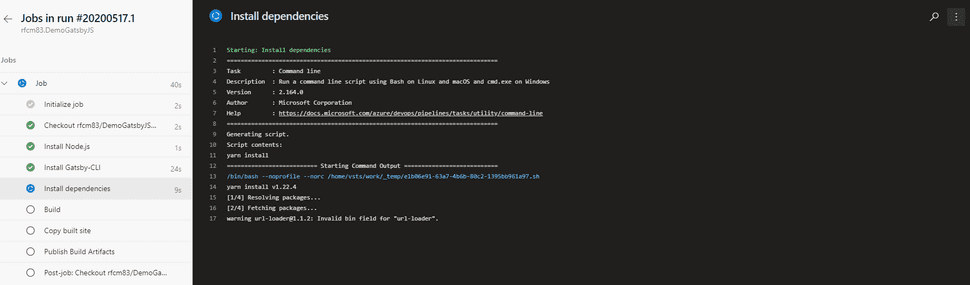 Jobs in run #20200517.1
rfcm83.DemoGatsbyJS
Jobs
Job 40s
Initialize job 2s
Checkout rfcm83/DemoGatsbyJS... 2s
Install Node.js 1s
Install Gatsby-CLI 24s
Install dependencies 9s
Build
Copy built site
Publish Build Artifacts
Post-job: Checkout rfcm83/DemoGa...
Install dependencies
1 Starting: Install dependencies
2 ==============================================================================
3 Task : Command line
4 Description : Run a command line script using Bash on Linux and macOS and cmd.exe on Windows
5 Version : 2.164.0
6 Author : Microsoft Corporation
7 Help : https://docs.microsoft.com/azure/devops/pipelines/tasks/utility/command-line
8 ==============================================================================
9 Generating script.
10 Script contents:
11 yarn install
12 ========================== Starting Command Output ===========================
13 /bin/bash --noprofile --norc /home/vsts/work/_temp/e1b06e91-63a7-4b6b-80c2-1395bb961a97.sh
14 yarn install v1.22.4
15 [1/4] Resolving packages...
16 [2/4] Fetching packages...
17 warning url-loader@1.1.2: Invalid bin field for "url-loader".